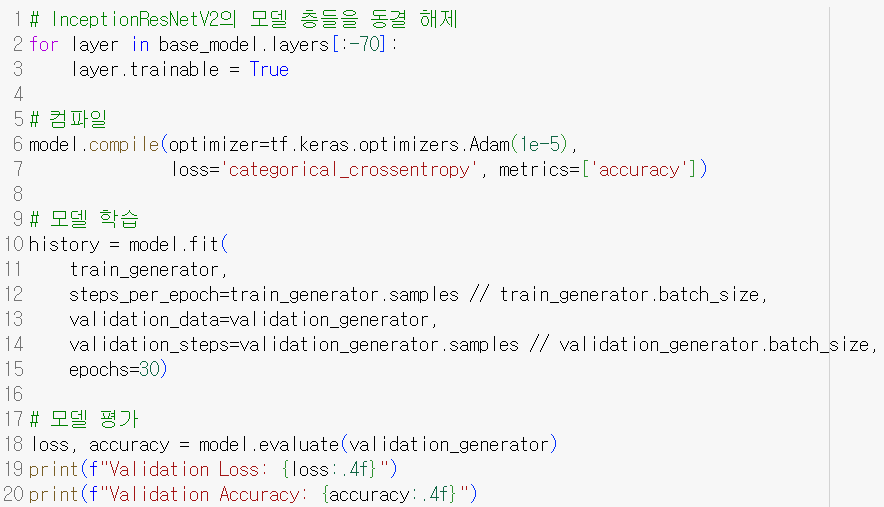 1 # InceptionResNetV2의 모델 층들을 동결 해제
2 for layer in base_model.layers[:-70]:
3     layer.trainable = True
4
5 # 컴파일
6 model.compile(optimizer=tf.keras.optimizers.Adam(1e-5),
7               loss='categorical_crossentropy', metrics=['accuracy'])
8
9 # 모델 학습
10 history = model.fit(
11     train_generator,
12     steps_per_epoch=train_generator.samples // train_generator.batch_size,
13     validation_data=validation_generator,
14     validation_steps=validation_generator.samples // validation_generator.batch_size,
15     epochs=30)
16
17 # 모델 평가
18 loss, accuracy = model.evaluate(validation_generator)
19 print(f"Validation Loss: {loss:.4f}")
20 print(f"Validation Accuracy: {accuracy:.4f}")